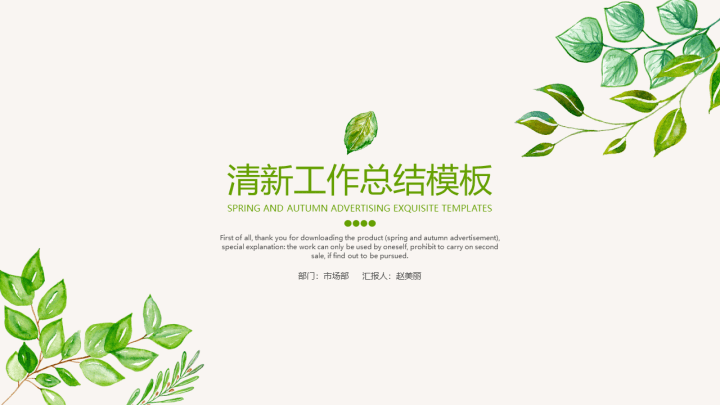 清新工作总结模板
SPRING AND AUTUMN ADVERTISING EXQUISITE TEMPLATES
First of all, thank you for downloading the product (spring and autumn advertisement),
special explanation: the work can only be used by oneself, prohibit to carry on second
sale, if find out to be pursued.
部门：市场部 汇报人：赵美丽